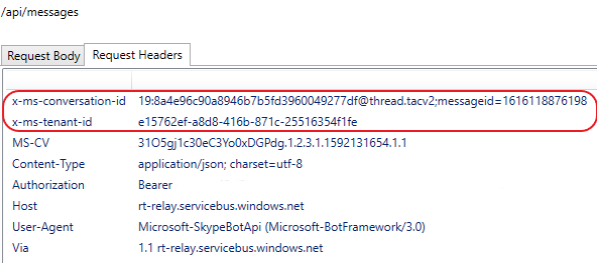 /api/messages
Request Body Request Headers
x-ms-conversation-id 19:8a4e96c90a8946b7b5fd3960049277df@thread.tacv2;messageid=1616118876198
x-ms-tenant-id e15762ef-a8d8-416b-871c-25516354f1fe
MS-CV 31O5gj1c30eC3Yo0xDGPdg.1.2.3.1.1592131654.1.1
Content-Type application/json; charset=utf-8
Authorization Bearer
Host rt-relay.servicebus.windows.net
User-Agent Microsoft-SkypeBotApi (Microsoft-BotFramework/3.0)
Via 1.1 rt-relay.servicebus.windows.net